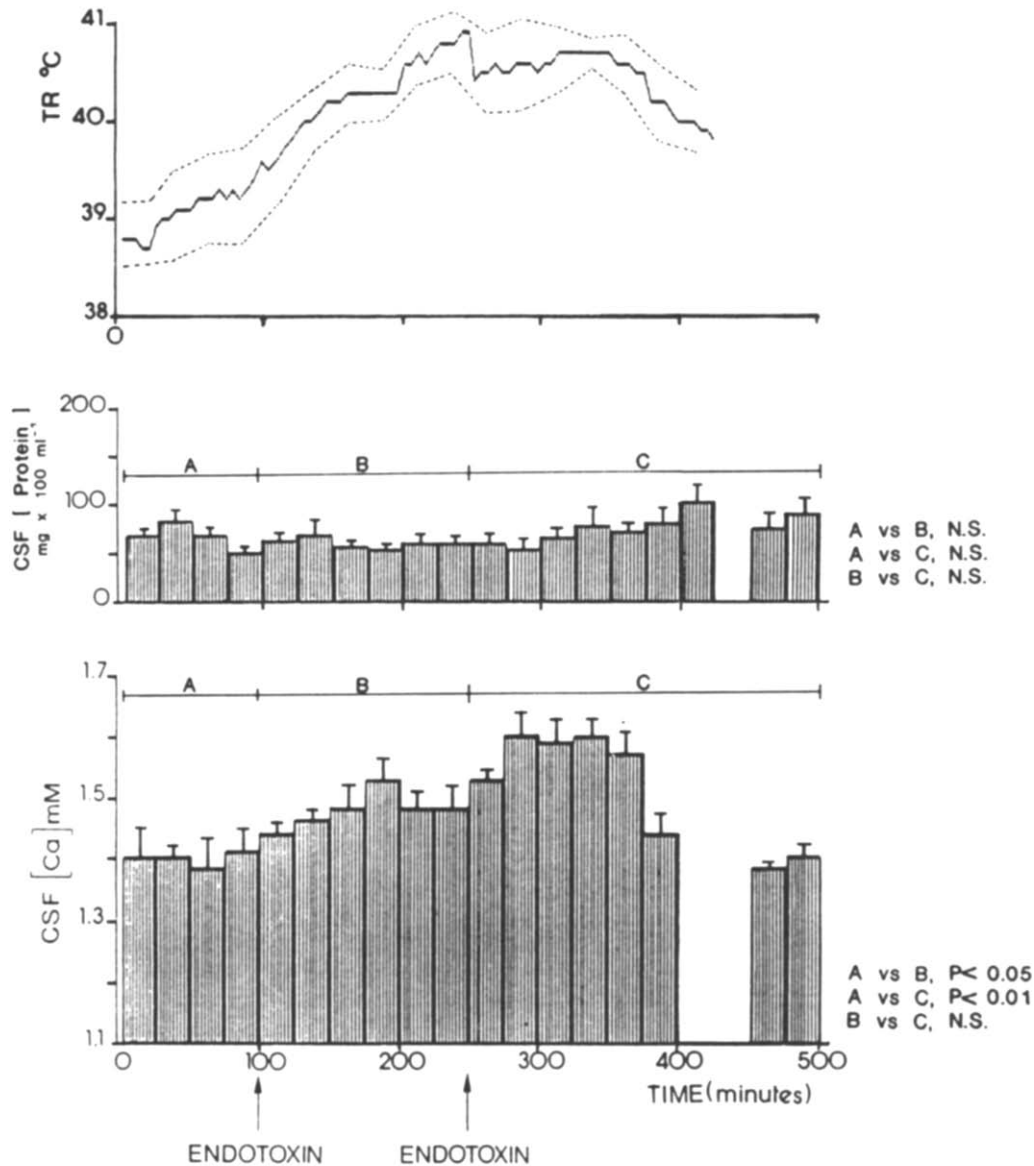 41
TR °C
40
39
38
0
CSF [ Protein, ]
mg x 100 ml⁻¹
200
100
0
A B C
A vs B, N.S.
A vs C, N.S.
B vs C, N.S.
CSF [Ca] mM
1.7
1.5
1.3
1.1
A B C
A vs B, P< 0.05
A vs C, P< 0.01
B vs C, N.S.
0 100 200 300 400 500
TIME (minutes)
ENDOTOXIN ENDOTOXIN